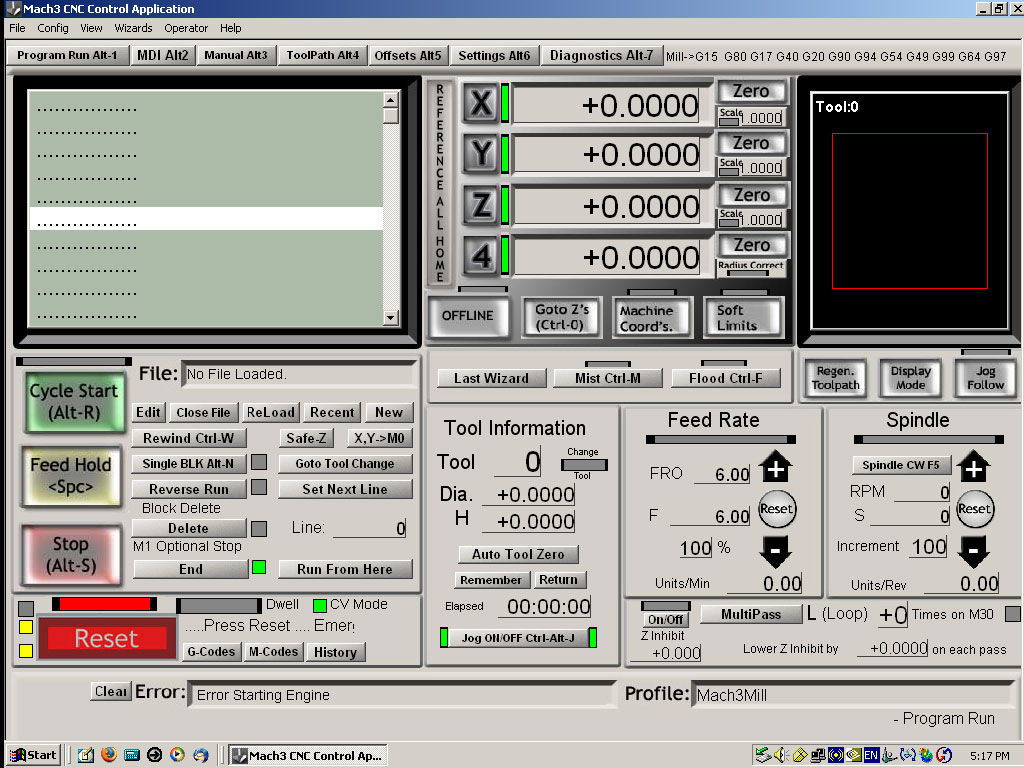 Mach3 CNC Control Application
File Config View Wizards Operator Help
Program Run Alt-1 MDI Alt2 Manual Alt3 ToolPath Alt4 Offsets Alt5 Settings Alt6 Diagnostics Alt-7 Mill->G15 G80 G17 G40 G20 G90 G94 G54 G49 G99 G64 G97
..................
..................
..................
..................
..................
..................
..................
..................
..................
..................
REFERENCE ALL HOME
X +0.0000 Zero
Scale 1.0000
Y +0.0000 Zero
Scale 1.0000
Z +0.0000 Zero
Scale +1.0000
4 +0.0000 Zero
Radius Correct
OFFLINE
Goto Z's
(Ctrl-0)
Machine
Coord's.
Soft
Limits
Tool:0
Cycle Start
(Alt-R)
Feed Hold
<Spc>
Stop
(Alt-S)
File: No File Loaded.
Edit Close File ReLoad Recent New
Rewind Ctrl-W Safe-Z X,Y->M0
Single BLK Alt-N Goto Tool Change
Reverse Run Set Next Line
Block Delete
Delete Line: 0
M1 Optional Stop
End Run From Here
Last Wizard Mist Ctrl-M Flood Ctrl-F
Regen.
Toolpath
Display
Mode
Jog
Follow
Tool Information
Tool 0 Change
Tool
Dia. +0.0000
H +0.0000
Auto Tool Zero
Remember Return
Elapsed 00:00:00
Jog ON/OFF Ctrl-Alt-J
Feed Rate
FRO 6.00 +
F 6.00 Reset
100 % -
Units/Min 0.00
Spindle
Spindle CW F5 +
RPM 0
S 0 Reset
Increment 100 -
Units/Rev 0.00
Dwell CV Mode
Reset
.....Press Reset .... Emerg
G-Codes M-Codes History
On/Off
Z Inhibit
+0.000
MultiPass L (Loop) +0 Times on M30
Lower Z Inhibit by +0.0000 on each pass
Clear Error: Error Starting Engine
Profile: Mach3Mill
- Program Run
Start Mach3 CNC Control Ap... EN 5:17 PM